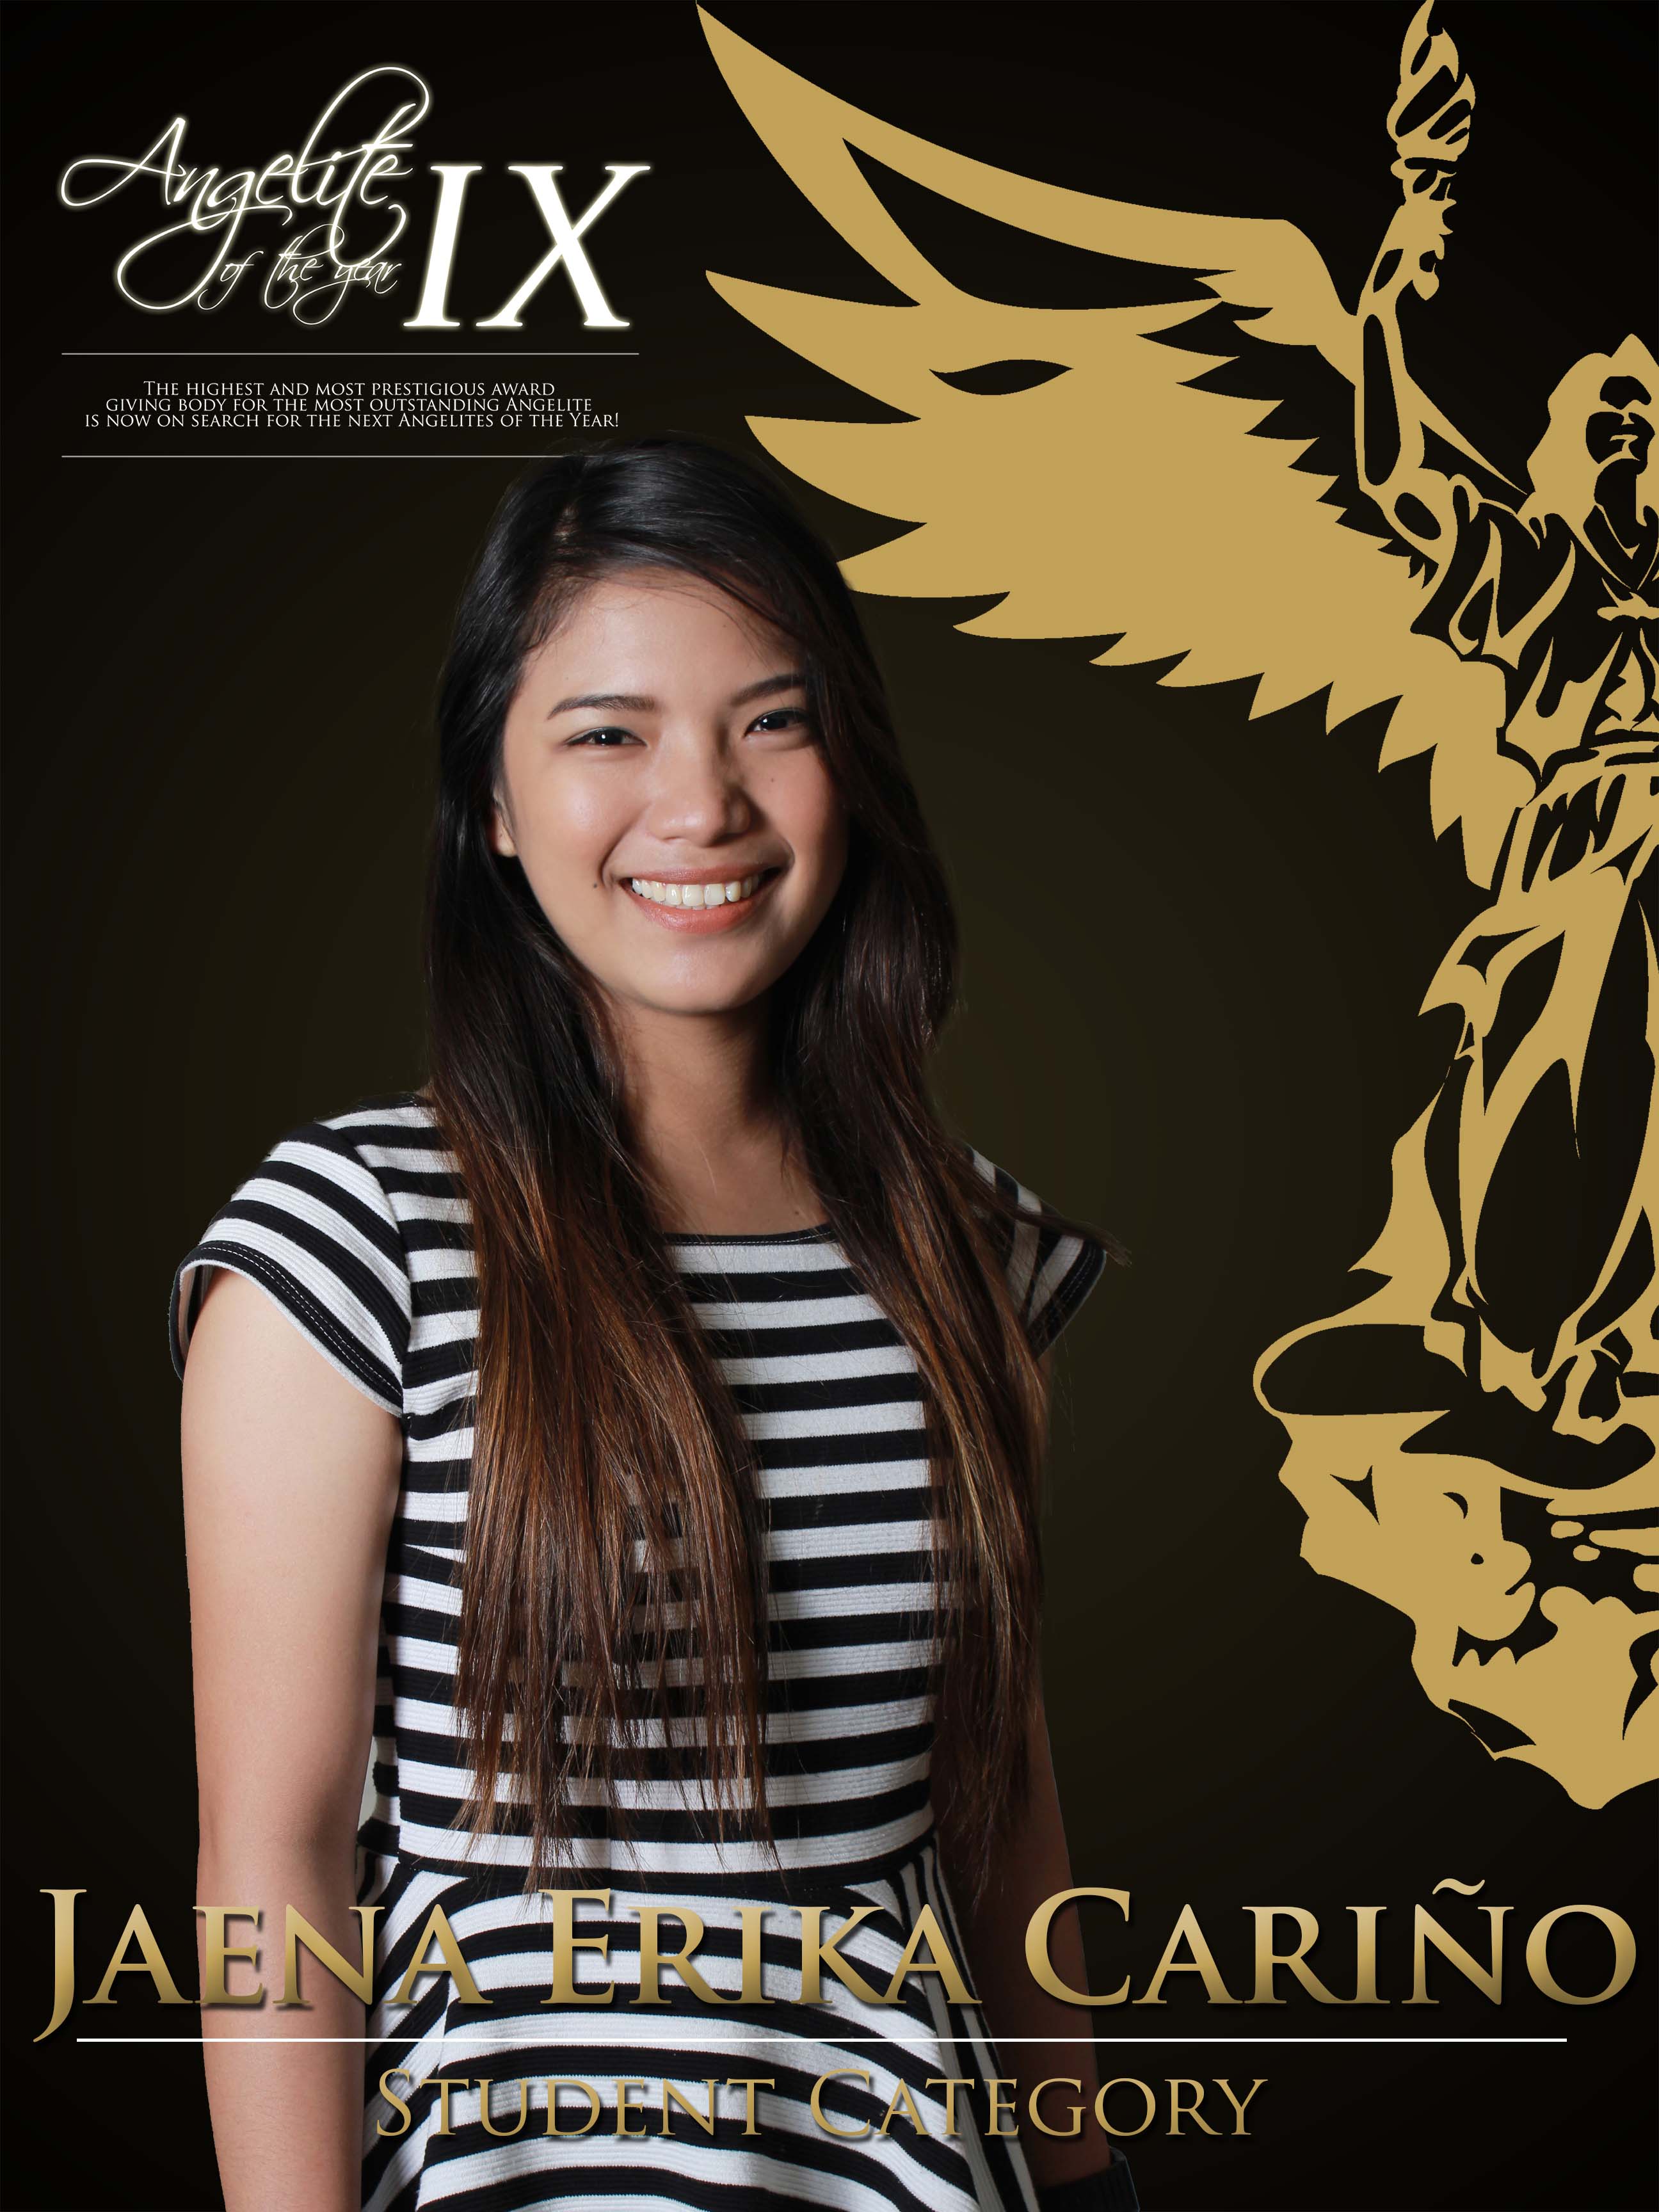 Angelite IX
of the year
THE HIGHEST AND MOST PRESTIGIOUS AWARD
GIVING BODY FOR THE MOST OUTSTANDING ANGELITE
IS NOW ON SEARCH FOR THE NEXT ANGELITES OF THE YEAR!
JAENA ERIKA CARIÑO
STUDENT CATEGORY